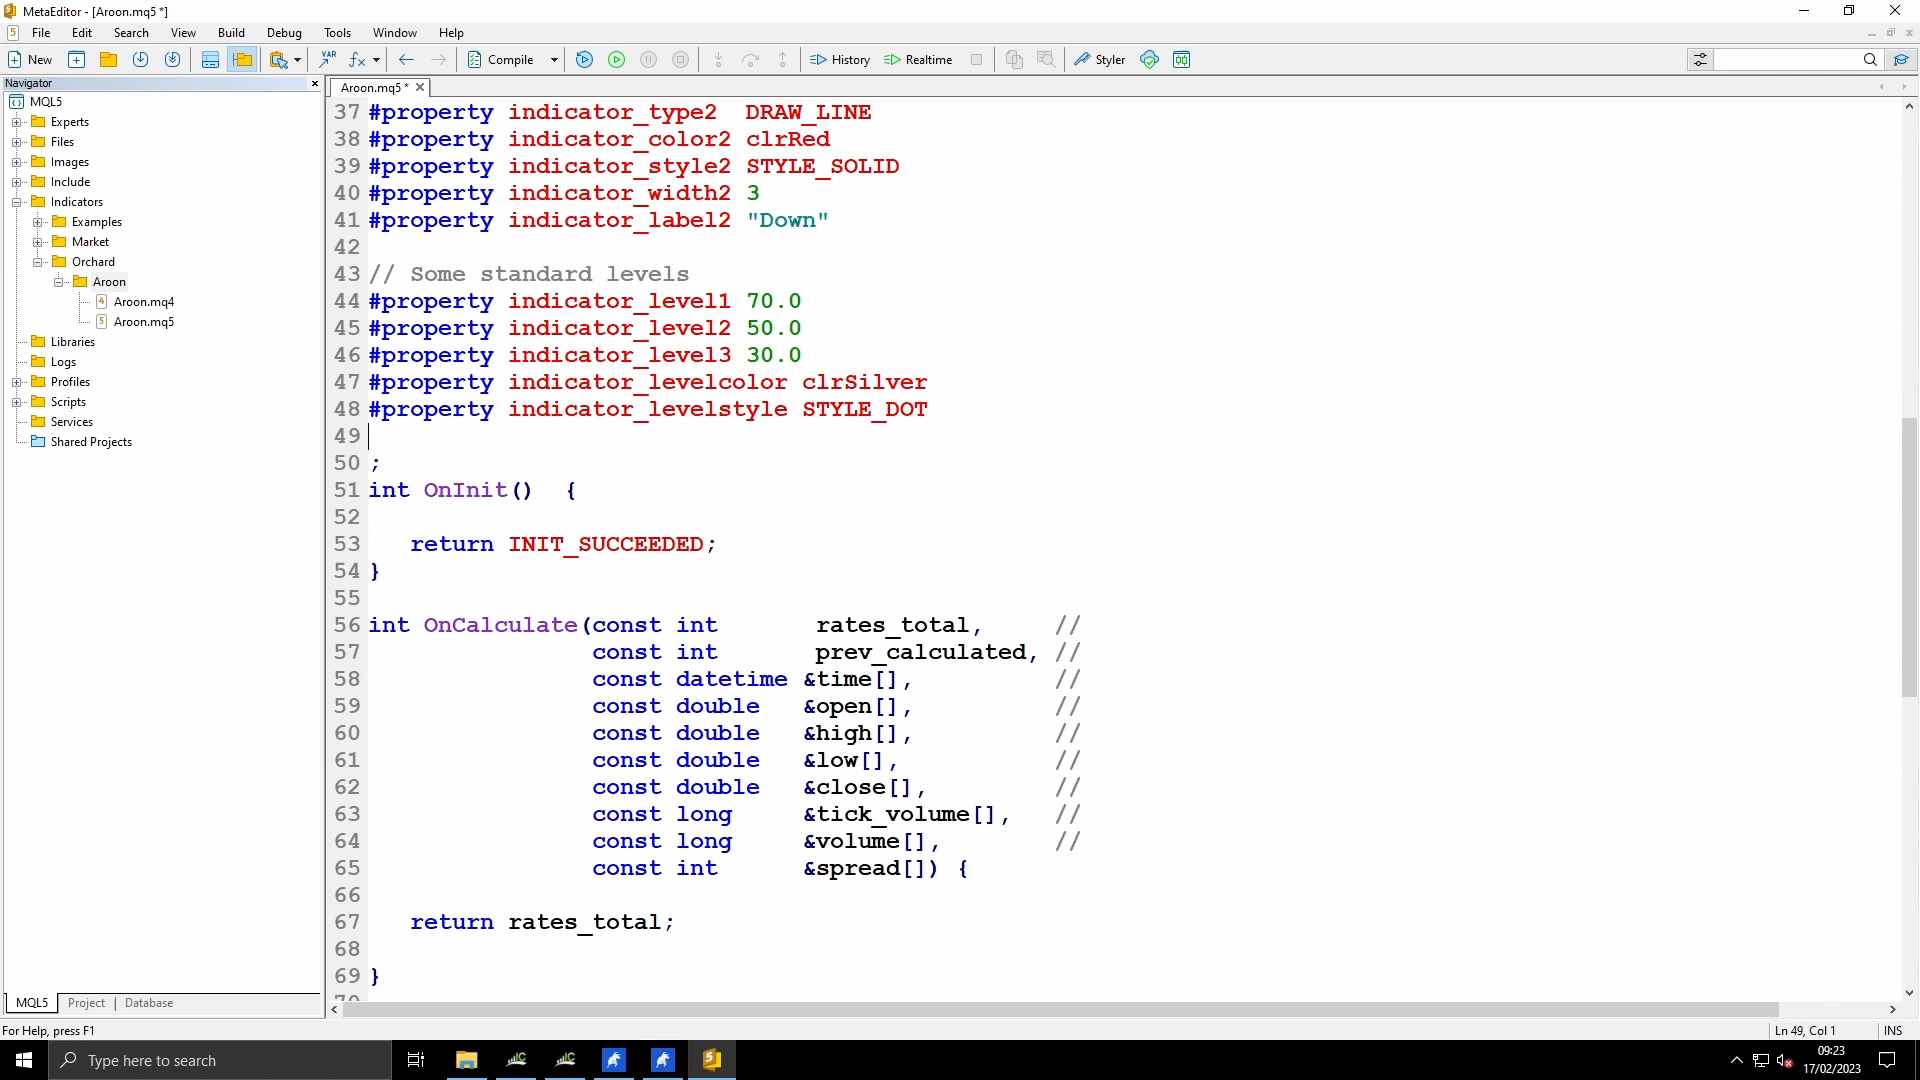 MetaEditor - [Aroon.mq5 *]
File Edit Search View Build Debug Tools Window Help
New VAR Compile History Realtime Styler
Navigator
Aroon.mq5 *
MQL5
Experts
Files
Images
Include
Indicators
Examples
Market
Orchard
Aroon
Aroon.mq4
Aroon.mq5
Libraries
Logs
Profiles
Scripts
Services
Shared Projects
37 #property indicator_type2 DRAW_LINE
38 #property indicator_color2 clrRed
39 #property indicator_style2 STYLE_SOLID
40 #property indicator_width2 3
41 #property indicator_label2 "Down"
42
43 // Some standard levels
44 #property indicator_level1 70.0
45 #property indicator_level2 50.0
46 #property indicator_level3 30.0
47 #property indicator_levelcolor clrSilver
48 #property indicator_levelstyle STYLE_DOT
49
50 ;
51 int OnInit() {
52
53 return INIT_SUCCEEDED;
54 }
55
56 int OnCalculate(const int rates_total, //
57 const int prev_calculated, //
58 const datetime &time[], //
59 const double &open[], //
60 const double &high[], //
61 const double &low[], //
62 const double &close[], //
63 const long &tick_volume[], //
64 const long &volume[], //
65 const int &spread[]) {
66
67 return rates_total;
68
69 }
70
MQL5 Project Database
For Help, press F1
Ln 49, Col 1 INS
Type here to search
09:23
17/02/2023